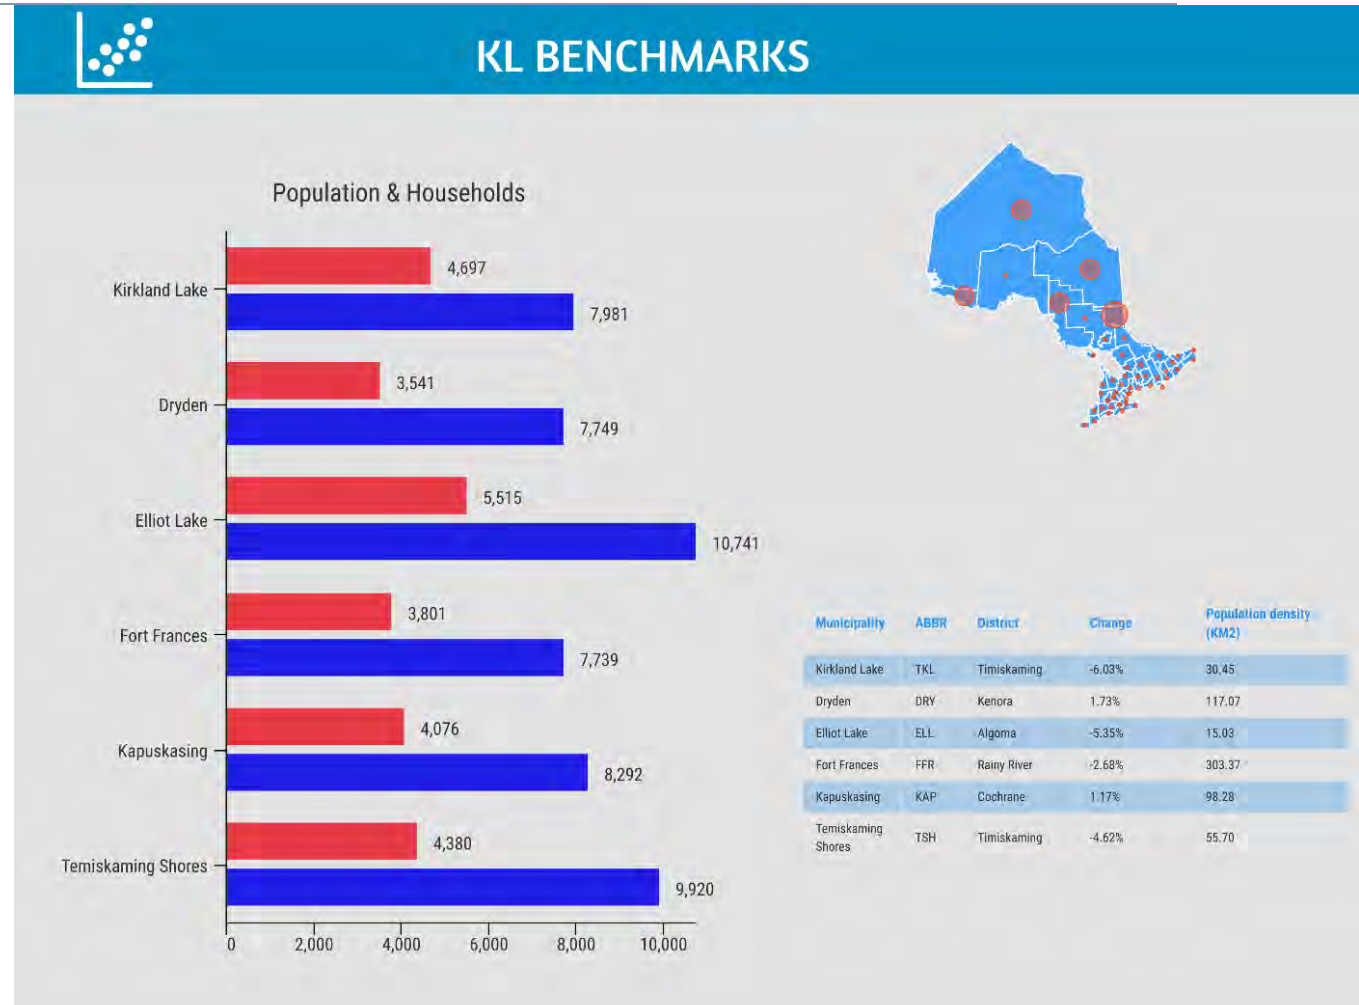 KL BENCHMARKS
Population & Households
Kirkland Lake
4,697
7,981
Dryden
3,541
7,749
Elliot Lake
5,515
10,741
Fort Frances
3,801
7,739
Kapuskasing
4,076
8,292
Temiskaming Shores
4,380
9,920
0 2,000 4,000 6,000 8,000 10,000
Municipality ABBR District Change Population density (KM2)
Kirkland Lake TKL Timiskaming -6.03% 30.45
Dryden DRY Kenora 1.73% 117.07
Elliot Lake ELL Algoma -5.35% 15.03
Fort Frances FFR Rainy River -2.68% 303.37
Kapuskasing KAP Cochrane 1.17% 98.28
Temiskaming Shores TSH Timiskaming -4.62% 55.70